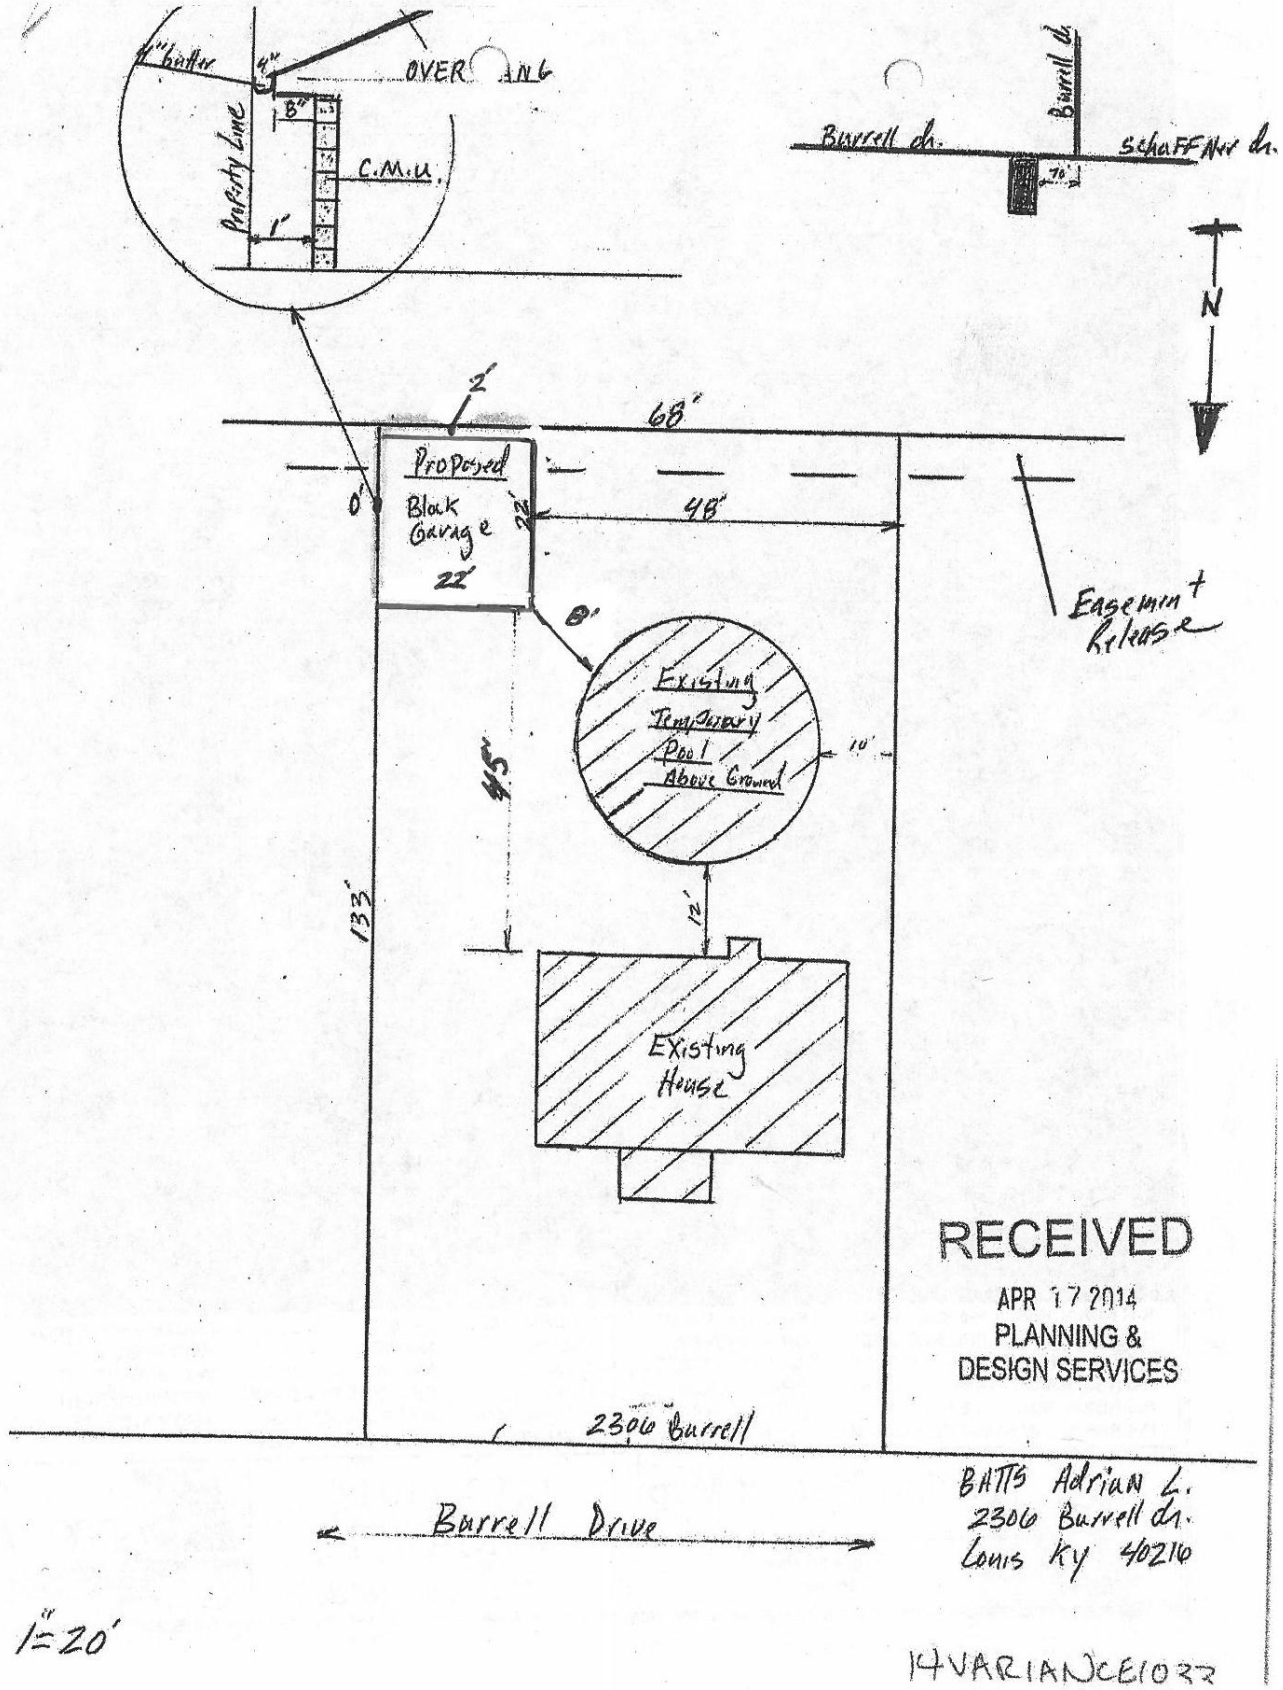 4" Gutter
4"
OVERHANG
8"
Property Line
C.M.U.
1'
Burrell dr.
Burrell dr.
Schaffner dr.
70'
N
2'
68'
0'
Proposed
Block
Garage
22'
22'
48'
Easement
Release
8'
Existing
Temporary
Pool
Above Ground
10'
45'
12'
133'
Existing
House
RECEIVED
APR 17 2014
PLANNING &
DESIGN SERVICES
2306 Burrell
Burrell Drive
BATTS Adrian L.
2306 Burrell dr.
Louis Ky 40216
1"=20'
14VARIANCE1033